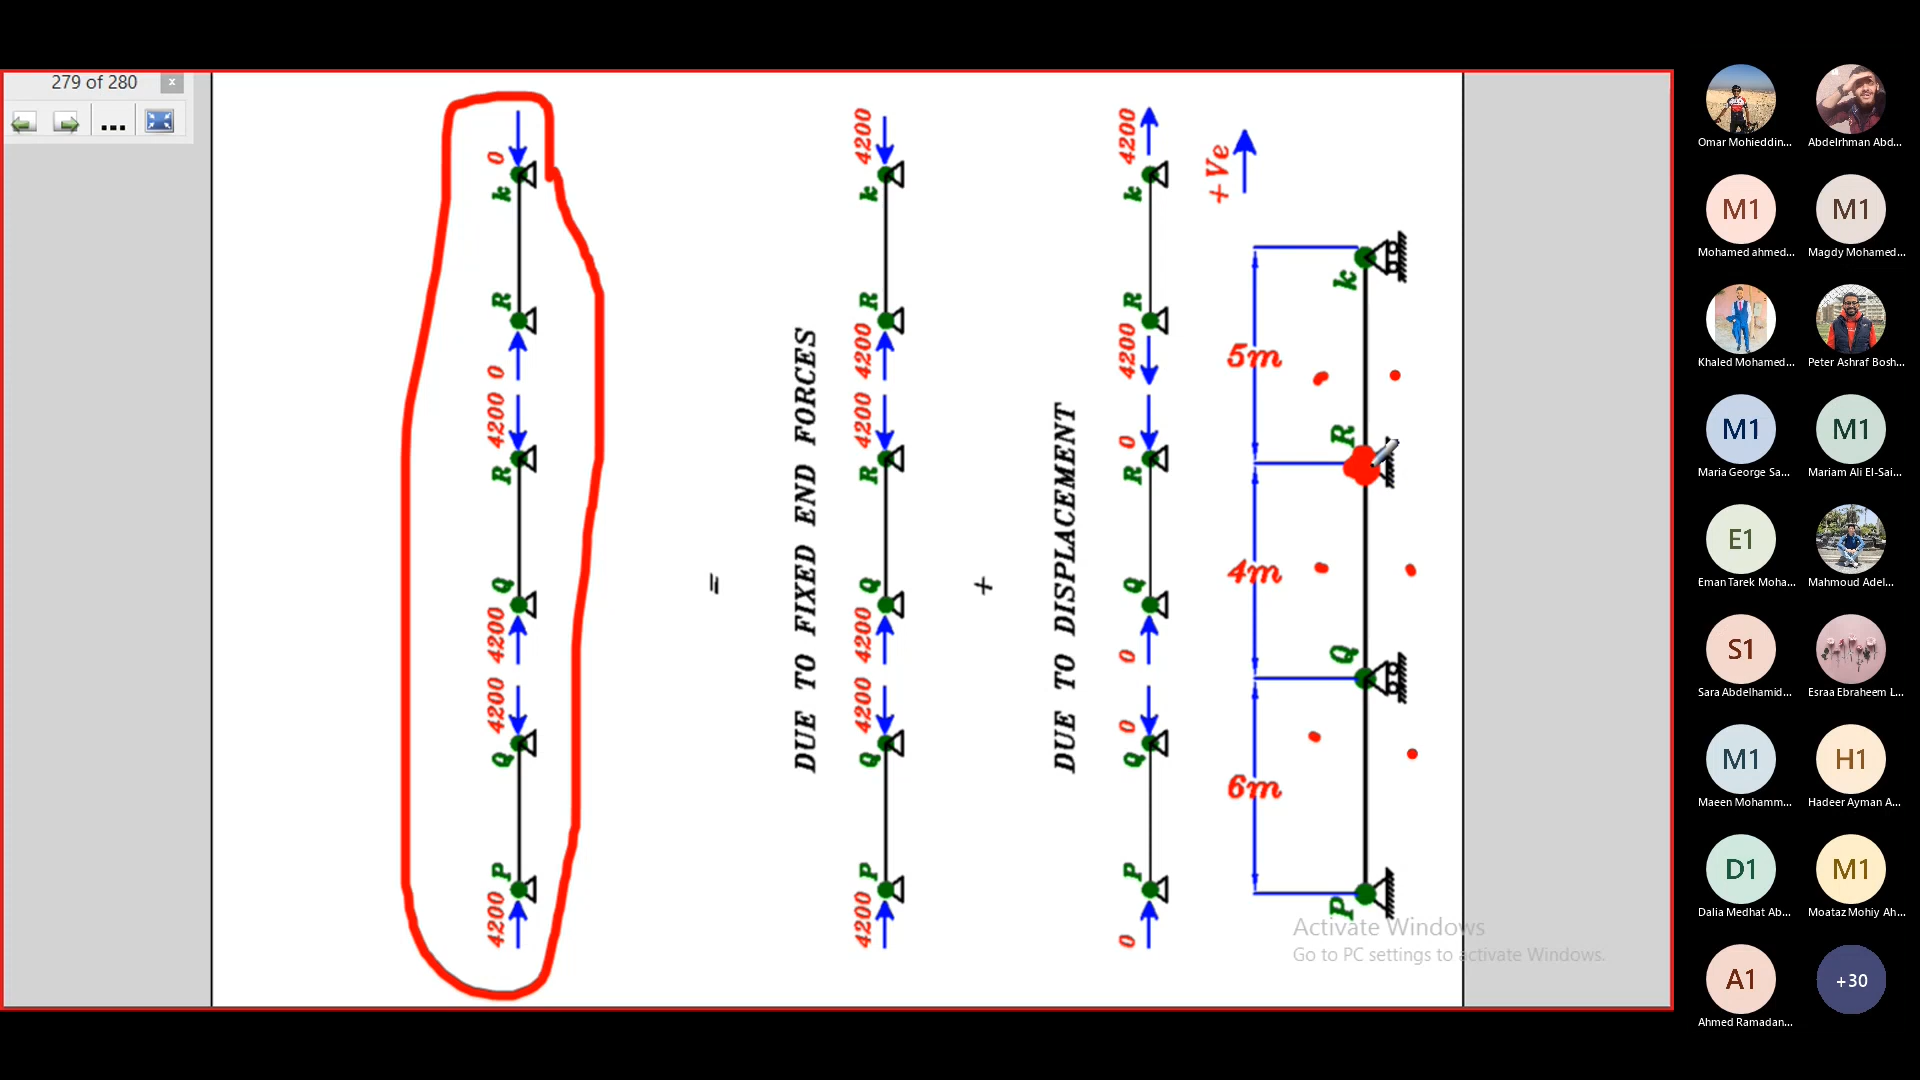 279 of 280
x
...
0
k
R
0
4200
R
Q
4200
4200
Q
P
4200
=
DUE TO FIXED END FORCES
4200
k
R
4200
4200
R
Q
4200
4200
Q
P
4200
+
DUE TO DISPLACEMENT
4200
k
R
4200
0
R
Q
0
0
Q
P
0
+Ve
5m
4m
6m
k
R
Q
P
Activate Windows
Go to PC settings to activate Windows.
Omar Mohieddin...
Abdelrhman Abd...
M1
Mohamed ahmed...
M1
Magdy Mohamed...
Khaled Mohamed...
Peter Ashraf Bosh...
M1
Maria George Sa...
M1
Mariam Ali El-Sai...
E1
Eman Tarek Moha...
Mahmoud Adel...
S1
Sara Abdelhamid...
Esraa Ebraheem L...
M1
Maeen Mohamm...
H1
Hadeer Ayman A...
D1
Dalia Medhat Ab...
M1
Moataz Mohiy Ah...
A1
Ahmed Ramadan...
+30